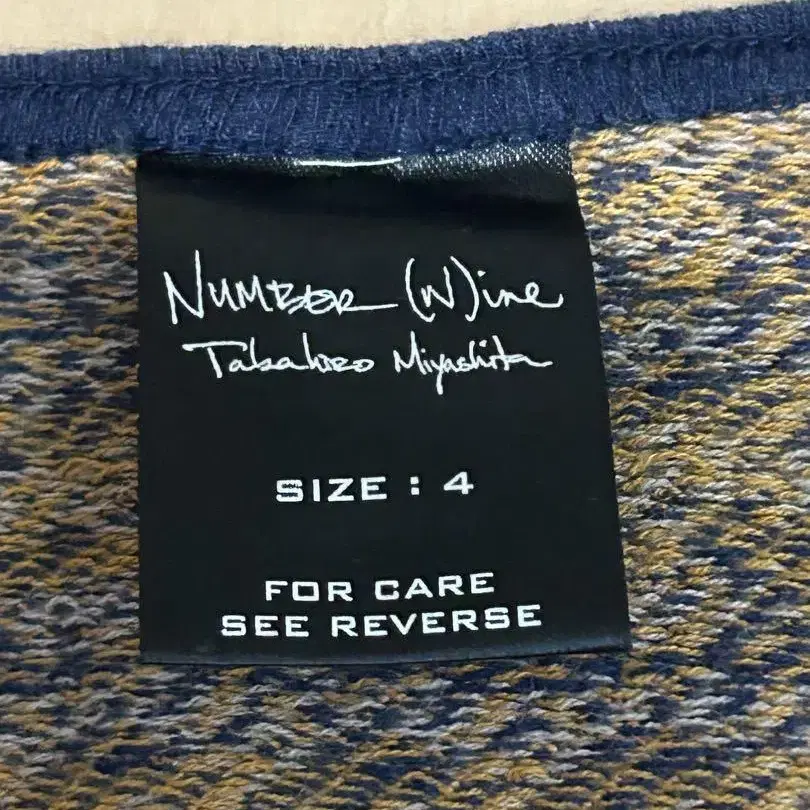 NUMBER (N)ine
Takahiro Miyashita
SIZE : 4
FOR CARE
SEE REVERSE